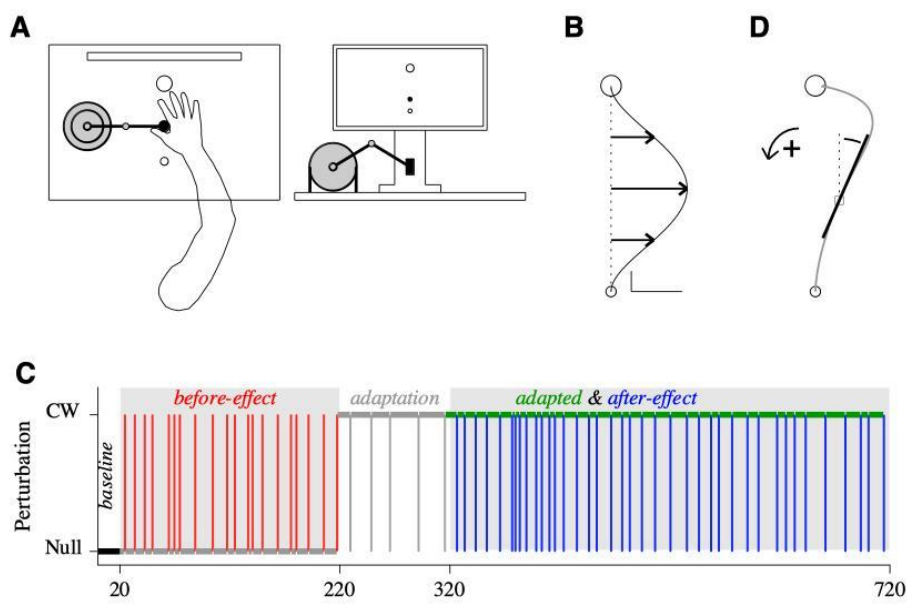 A
B
D
+
C
before-effect
adaptation
adapted & after-effect
CW
Perturbation
baseline
Null
20
220
320
720